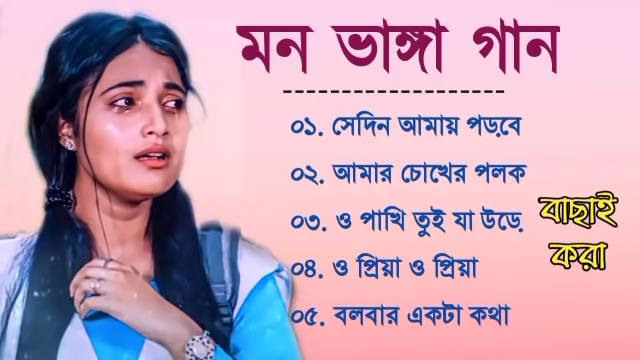 মন ভাঙ্গা গান
০১. সেদিন আমায় পড়বে
০২. আমার চোখের পলক
০৩. ও পাখি তুই যা উড়ে
০৪. ও প্রিয়া ও প্রিয়া
০৫. বলবার একটা কথা
বাছাই
করা